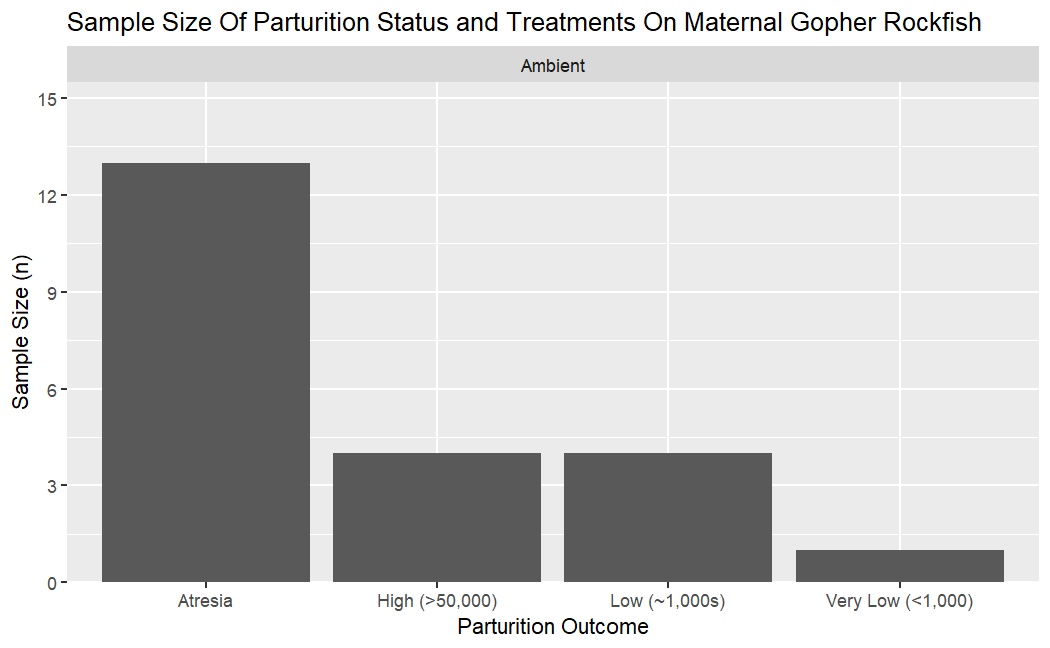 Sample Size Of Parturition Status and Treatments On Maternal Gopher Rockfish
Ambient
Sample Size (n)
15
12
9
6
3
0
Atresia
High (>50,000)
Low (~1,000s)
Very Low (<1,000)
Parturition Outcome